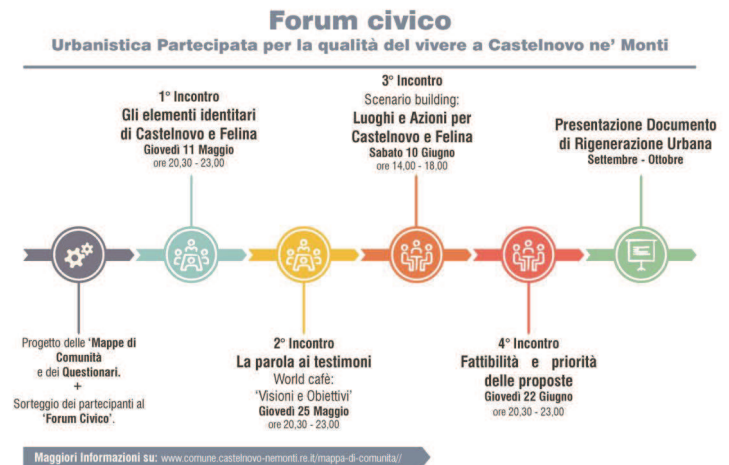 Forum civico
Urbanistica Partecipata per la qualità del vivere a Castelnovo ne' Monti
1° Incontro
Gli elementi identitari
di Castelnovo e Felina
Giovedì 11 Maggio
ore 20,30 - 23,00
3° Incontro
Scenario building:
Luoghi e Azioni per
Castelnovo e Felina
Sabato 10 Giugno
ore 14,00 - 18,00
Presentazione Documento
di Rigenerazione Urbana
Settembre - Ottobre
Progetto delle 'Mappe di
Comunità
e dei Questionari.
+
Sorteggio dei partecipanti al
'Forum Civico'.
2° Incontro
La parola ai testimoni
World cafè:
'Visioni e Obiettivi'
Giovedì 25 Maggio
ore 20,30 - 23,00
4° Incontro
Fattibilità e priorità
delle proposte
Giovedì 22 Giugno
ore 20,30 - 23,00
Maggiori Informazioni su: www.comune.castelnovo-nemonti.re.it/mappa-di-comunita//